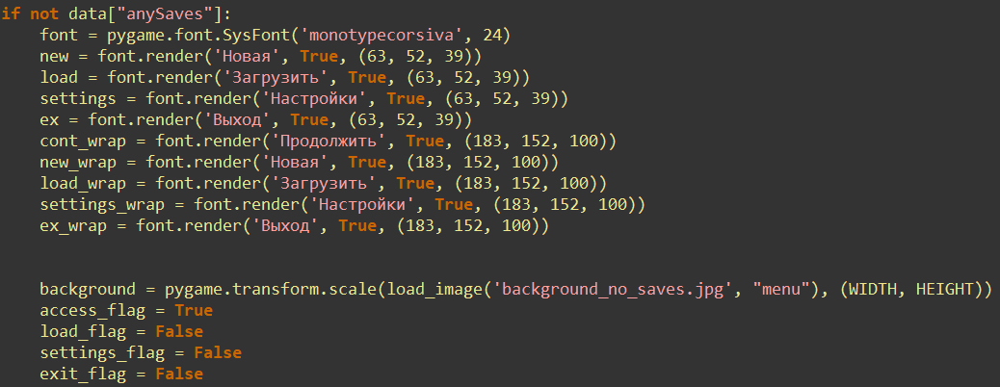 if not data["anySaves"]:
    font = pygame.font.SysFont('monotypecorsiva', 24)
    new = font.render('Новая', True, (63, 52, 39))
    load = font.render('Загрузить', True, (63, 52, 39))
    settings = font.render('Настройки', True, (63, 52, 39))
    ex = font.render('Выход', True, (63, 52, 39))
    cont_wrap = font.render('Продолжить', True, (183, 152, 100))
    new_wrap = font.render('Новая', True, (183, 152, 100))
    load_wrap = font.render('Загрузить', True, (183, 152, 100))
    settings_wrap = font.render('Настройки', True, (183, 152, 100))
    ex_wrap = font.render('Выход', True, (183, 152, 100))
    background = pygame.transform.scale(load_image('background_no_saves.jpg', "menu"), (WIDTH, HEIGHT))
    access_flag = True
    load_flag = False
    settings_flag = False
    exit_flag = False